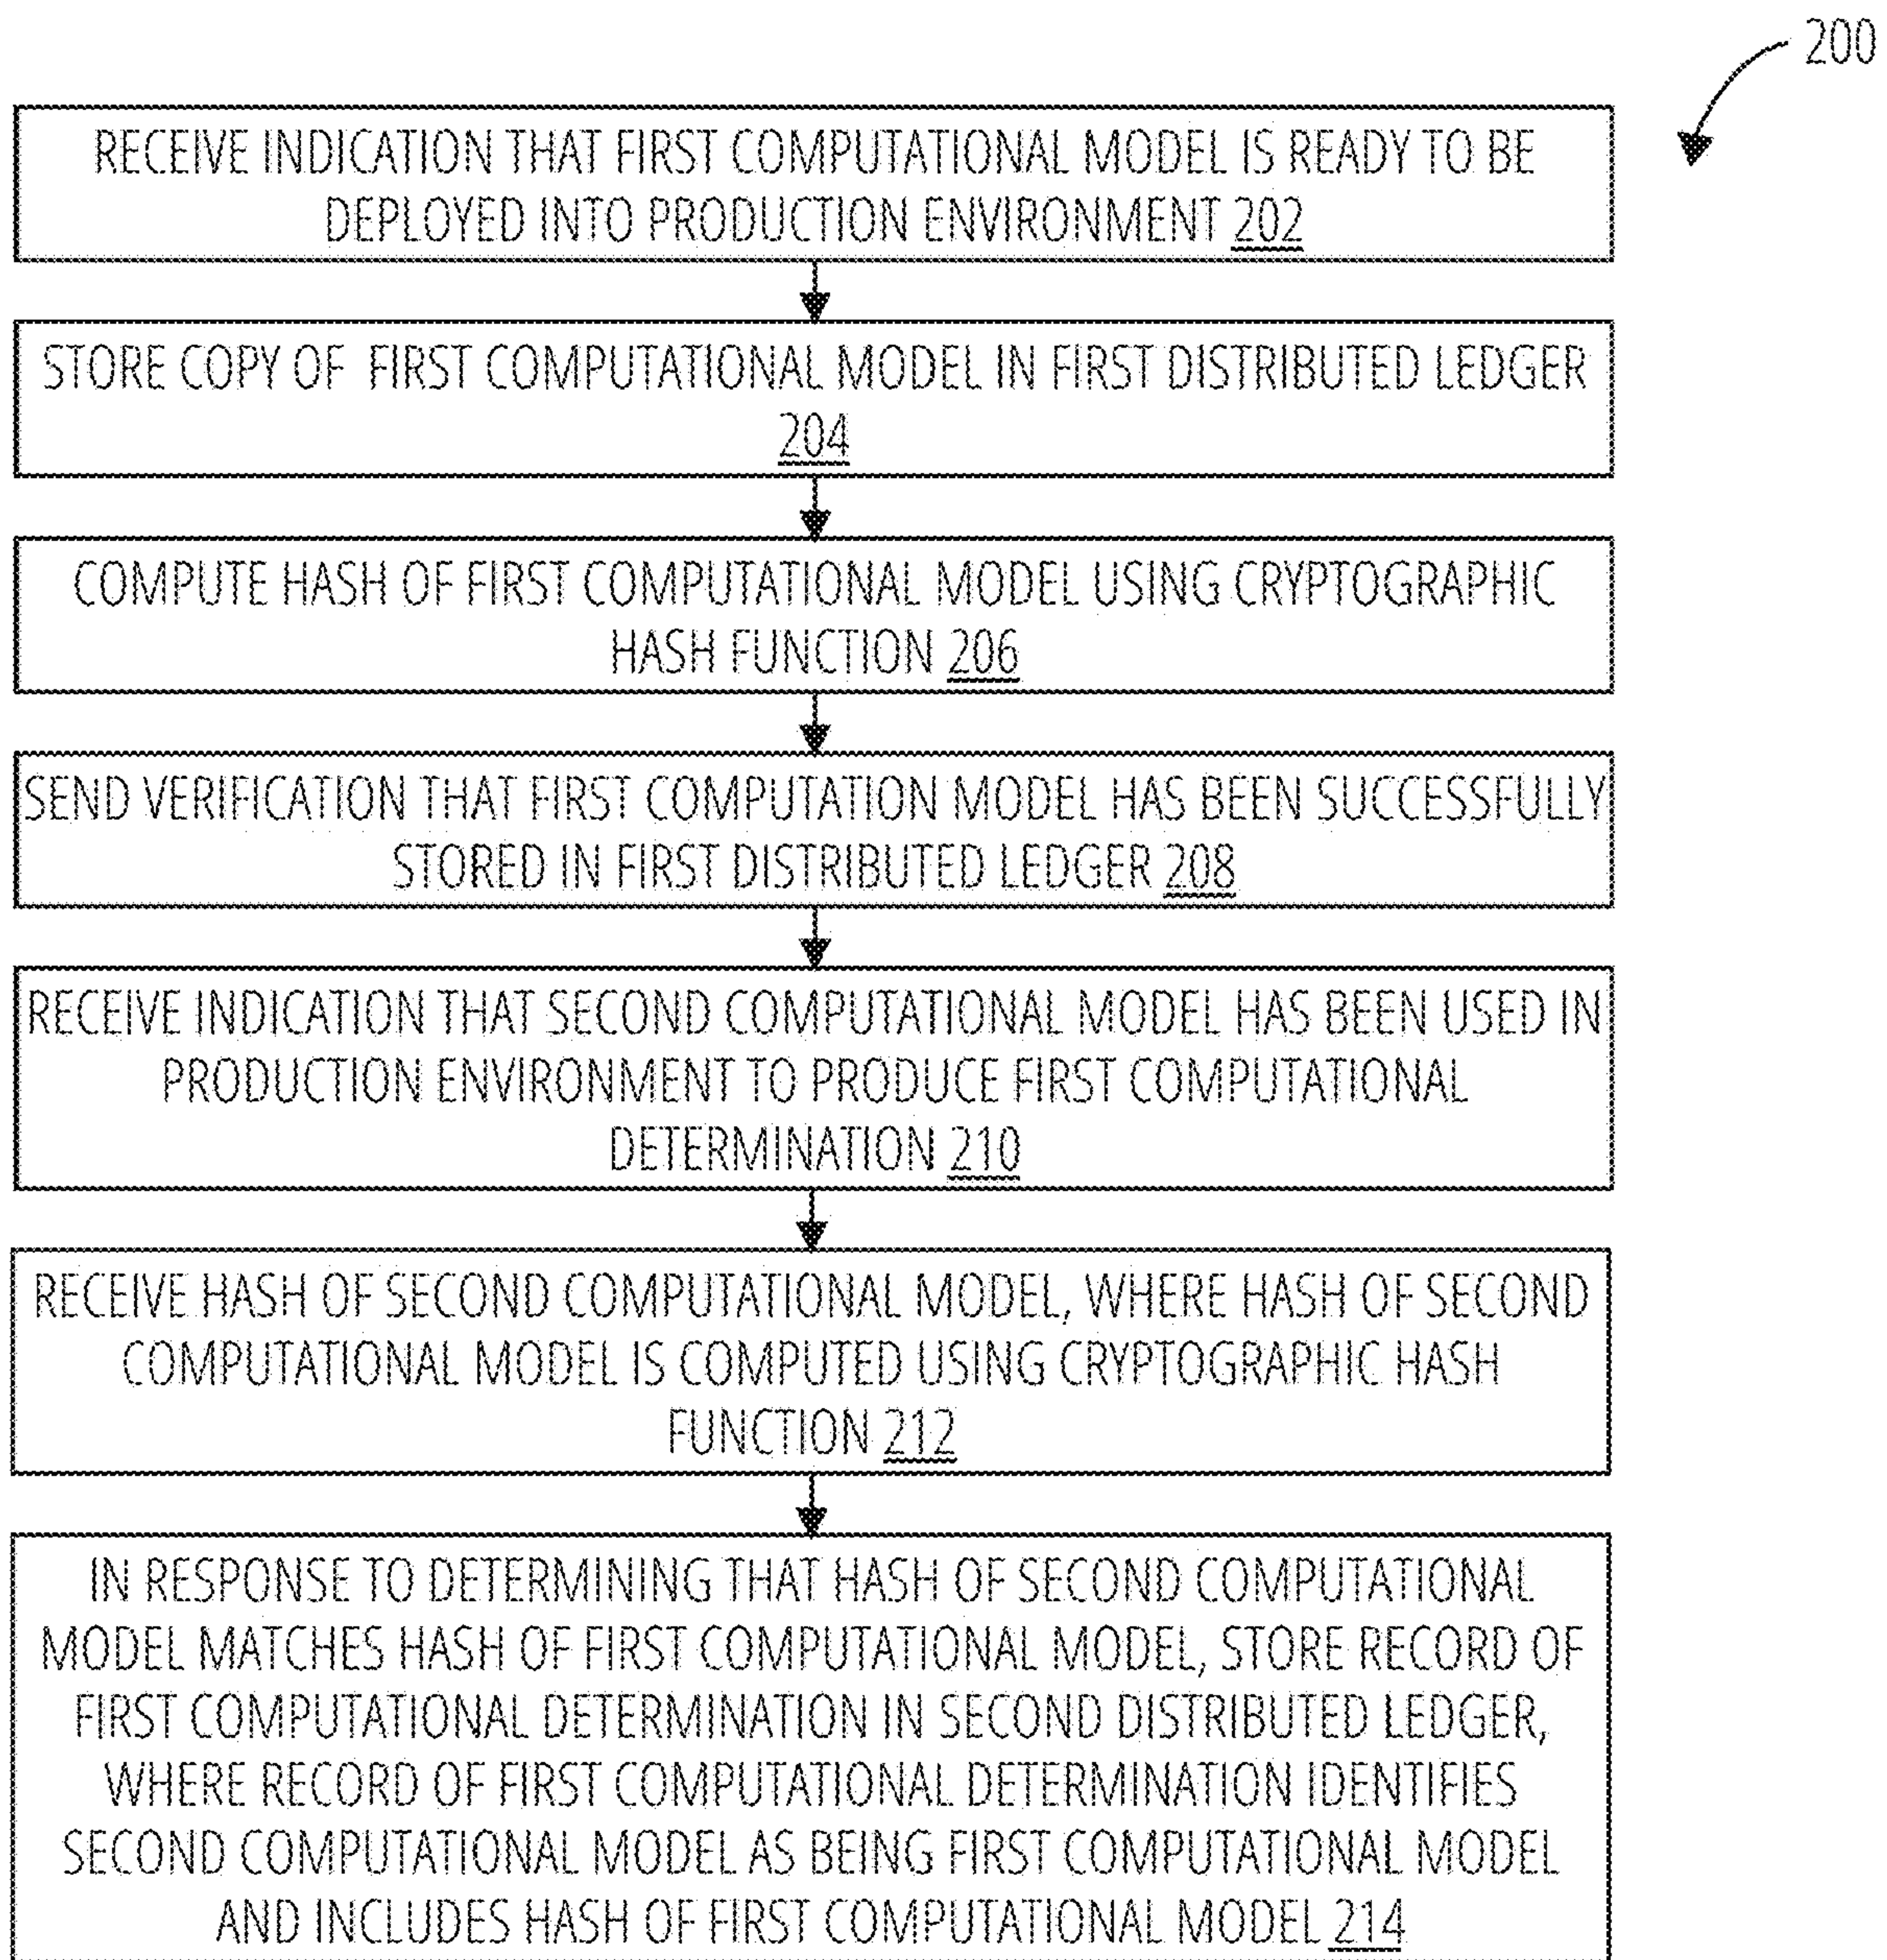 200
RECEIVE INDICATION THAT FIRST COMPUTATIONAL MODEL IS READY TO BE
DEPLOYED INTO PRODUCTION ENVIRONMENT 202
STORE COPY OF FIRST COMPUTATIONAL MODEL IN FIRST DISTRIBUTED LEDGER
204
COMPUTE HASH OF FIRST COMPUTATIONAL MODEL USING CRYPTOGRAPHIC
HASH FUNCTION 206
SEND VERIFICATION THAT FIRST COMPUTATION MODEL HAS BEEN SUCCESSFULLY
STORED IN FIRST DISTRIBUTED LEDGER 208
RECEIVE INDICATION THAT SECOND COMPUTATIONAL MODEL HAS BEEN USED IN
PRODUCTION ENVIRONMENT TO PRODUCE FIRST COMPUTATIONAL
DETERMINATION 210
RECEIVE HASH OF SECOND COMPUTATIONAL MODEL, WHERE HASH OF SECOND
COMPUTATIONAL MODEL IS COMPUTED USING CRYPTOGRAPHIC HASH
FUNCTION 212
IN RESPONSE TO DETERMINING THAT HASH OF SECOND COMPUTATIONAL
MODEL MATCHES HASH OF FIRST COMPUTATIONAL MODEL, STORE RECORD OF
FIRST COMPUTATIONAL DETERMINATION IN SECOND DISTRIBUTED LEDGER,
WHERE RECORD OF FIRST COMPUTATIONAL DETERMINATION IDENTIFIES
SECOND COMPUTATIONAL MODEL AS BEING FIRST COMPUTATIONAL MODEL
AND INCLUDES HASH OF FIRST COMPUTATIONAL MODEL 214